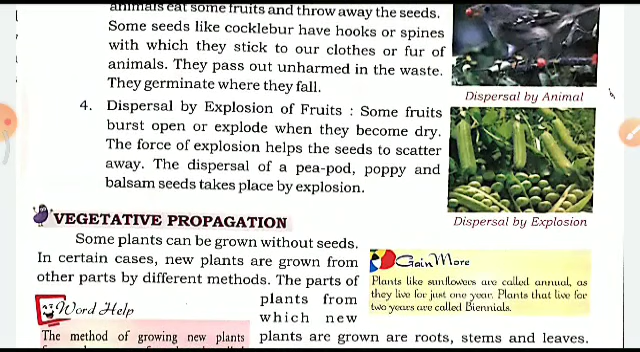 animals eat some fruits and throw away the seeds.
Some seeds like cocklebur have hooks or spines
with which they stick to our clothes or fur of
animals. They pass out unharmed in the waste.
They germinate where they fall.
Dispersal by Animal
4. Dispersal by Explosion of Fruits : Some fruits
burst open or explode when they become dry.
The force of explosion helps the seeds to scatter
away. The dispersal of a pea-pod, poppy and
balsam seeds takes place by explosion.
Dispersal by Explosion
VEGETATIVE PROPAGATION
Some plants can be grown without seeds.
In certain cases, new plants are grown from
other parts by different methods. The parts of
plants from
which new
plants are grown are roots, stems and leaves.
Gain More
Plants like sunflowers are called annual, as
they live for just one year. Plants that live for
two years are called Biennials.
Word Help
The method of growing new plants